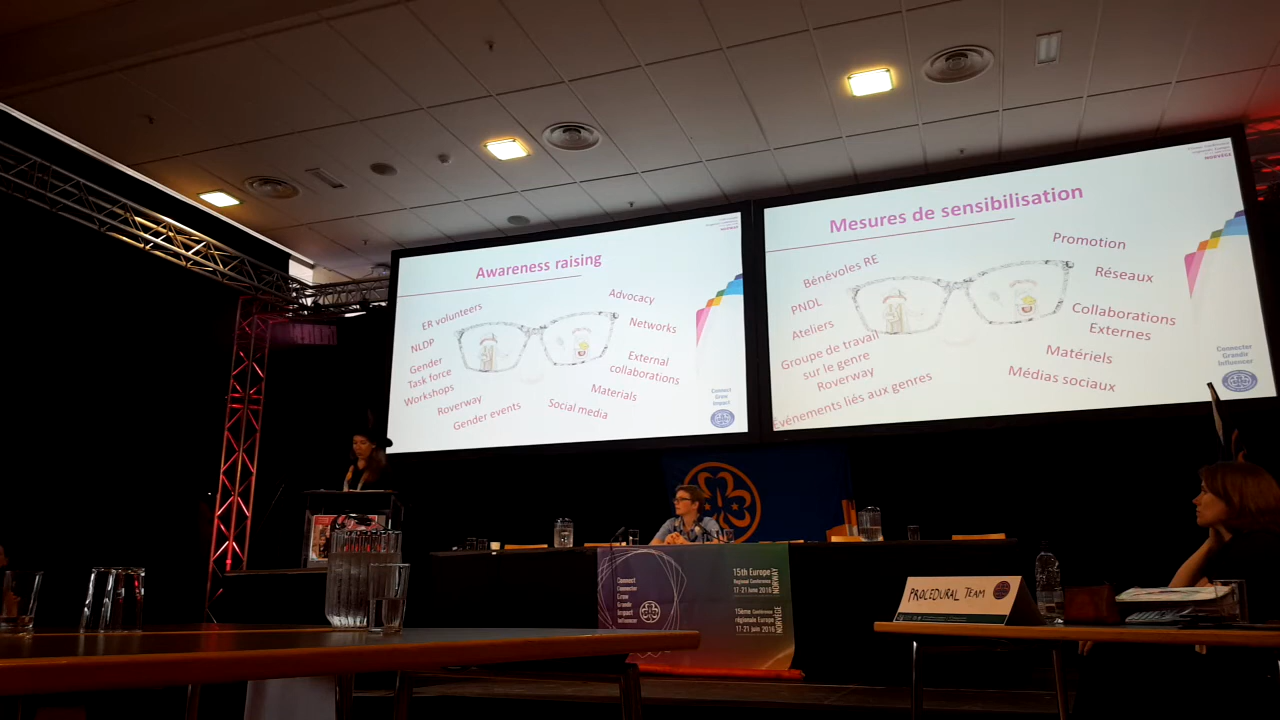 Awareness raising
ER volunteers
NLDP
Gender
Task force
Workshops
Roverway
Gender events
Social media
Materials
External
collaborations
Networks
Advocacy
Connect
Grow
Impact
Mesures de sensibilisation
Bénévoles RE
PNDL
Ateliers
Groupe de travail
sur le genre
Roverway
Événements liés aux genres
Promotion
Réseaux
Collaborations
Externes
Matériels
Médias sociaux
Connecter
Grandir
Influencer
Connect
Connecter
Grow
Grandir
Impact
Influencer
15th Europe
Regional Conference
17-21 June 2016
NORWAY
15ème Conférence
régionale Europe
17-21 juin 2016
NORVÈGE
PROCEDURAL TEAM